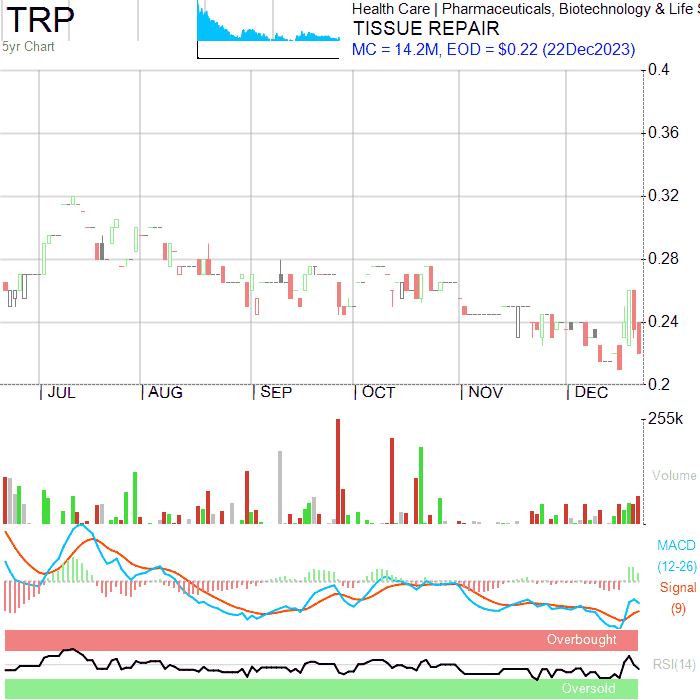 TRP
5yr Chart
Health Care | Pharmaceuticals, Biotechnology & Life S
TISSUE REPAIR
MC = 14.2M, EOD = $0.22 (22Dec2023)
0.4
0.36
0.32
0.28
0.24
0.2
JUL AUG SEP OCT NOV DEC
255k
Volume
MACD
(12-26)
Signal
(9)
Overbought
RSI(14)
Oversold